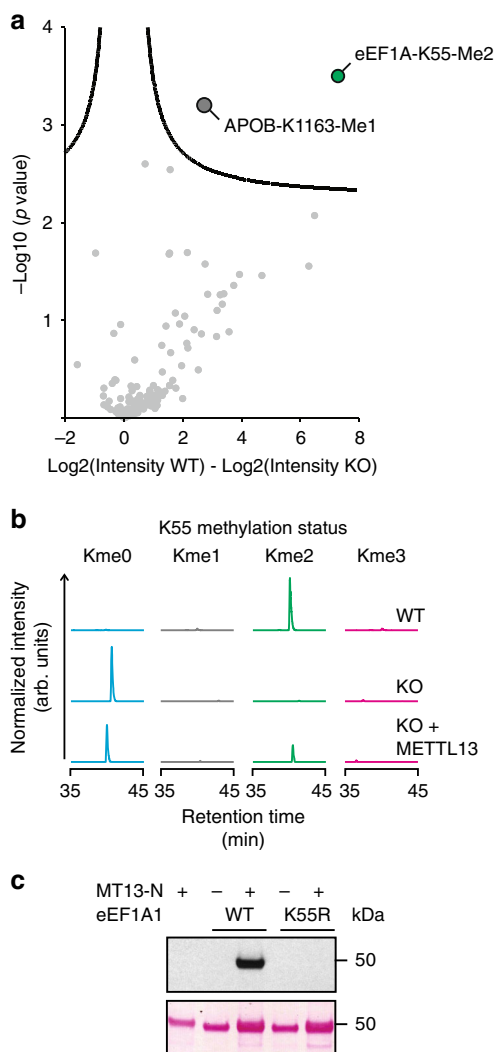 a
4
3
2
1
–Log10 (p value)
eEF1A-K55-Me2
APOB-K1163-Me1
–2 0 2 4 6 8
Log2(Intensity WT) - Log2(Intensity KO)
b
K55 methylation status
Kme0 Kme1 Kme2 Kme3
WT
KO
KO +
METTL13
Normalized intensity
(arb. units)
35 45 35 45 35 45 35 45
Retention time
(min)
c
MT13-N + – + – +
eEF1A1 WT K55R kDa
50
50